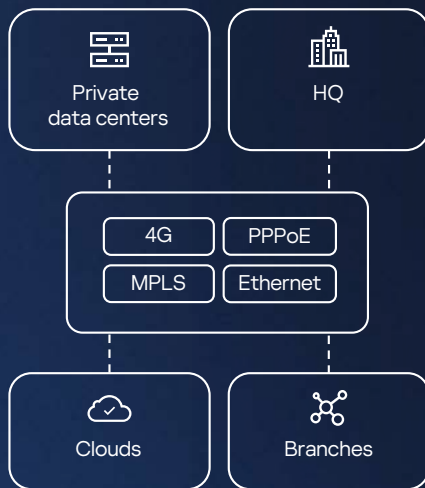 Private
data centers
HQ
4G
PPPoE
MPLS
Ethernet
Clouds
Branches